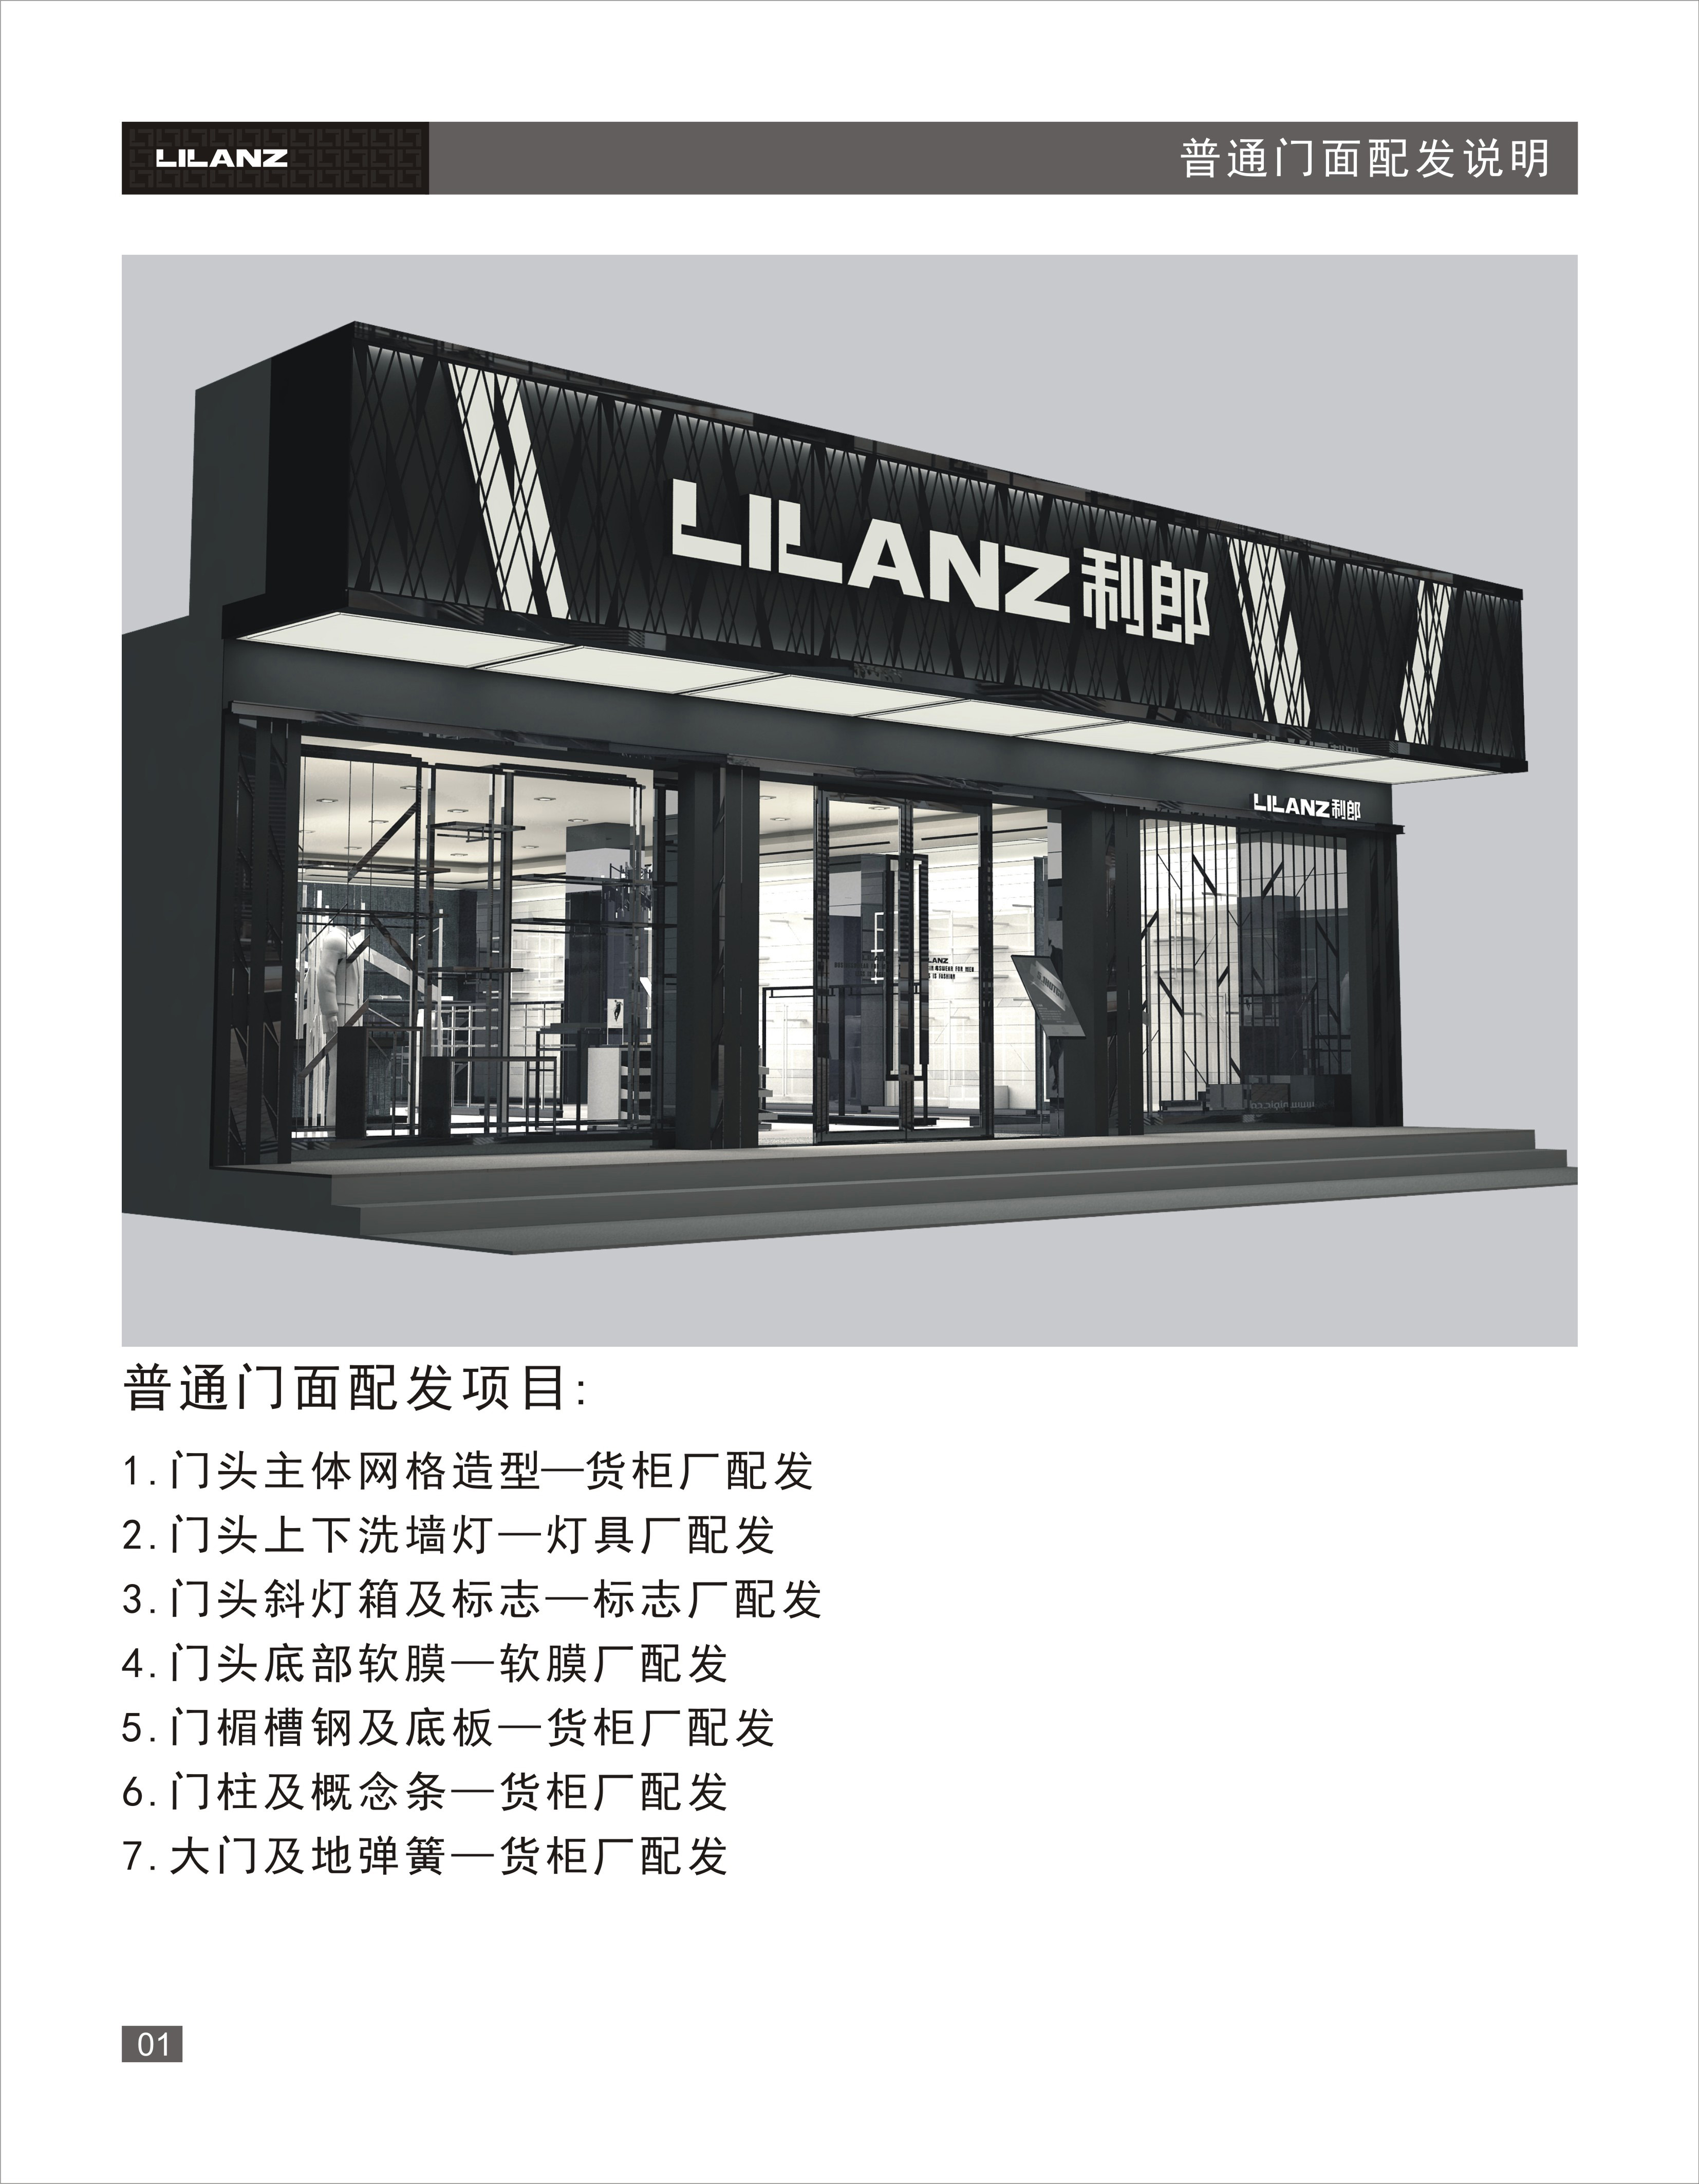 LILANZ
普通门面配发说明
LILANZ利郎
LILANZ利郎
普通门面配发项目:
1.门头主体网格造型—货柜厂配发
2.门头上下洗墙灯—灯具厂配发
3.门头斜灯箱及标志—标志厂配发
4.门头底部软膜—软膜厂配发
5.门楣槽钢及底板—货柜厂配发
6.门柱及概念条—货柜厂配发
7.大门及地弹簧—货柜厂配发
01